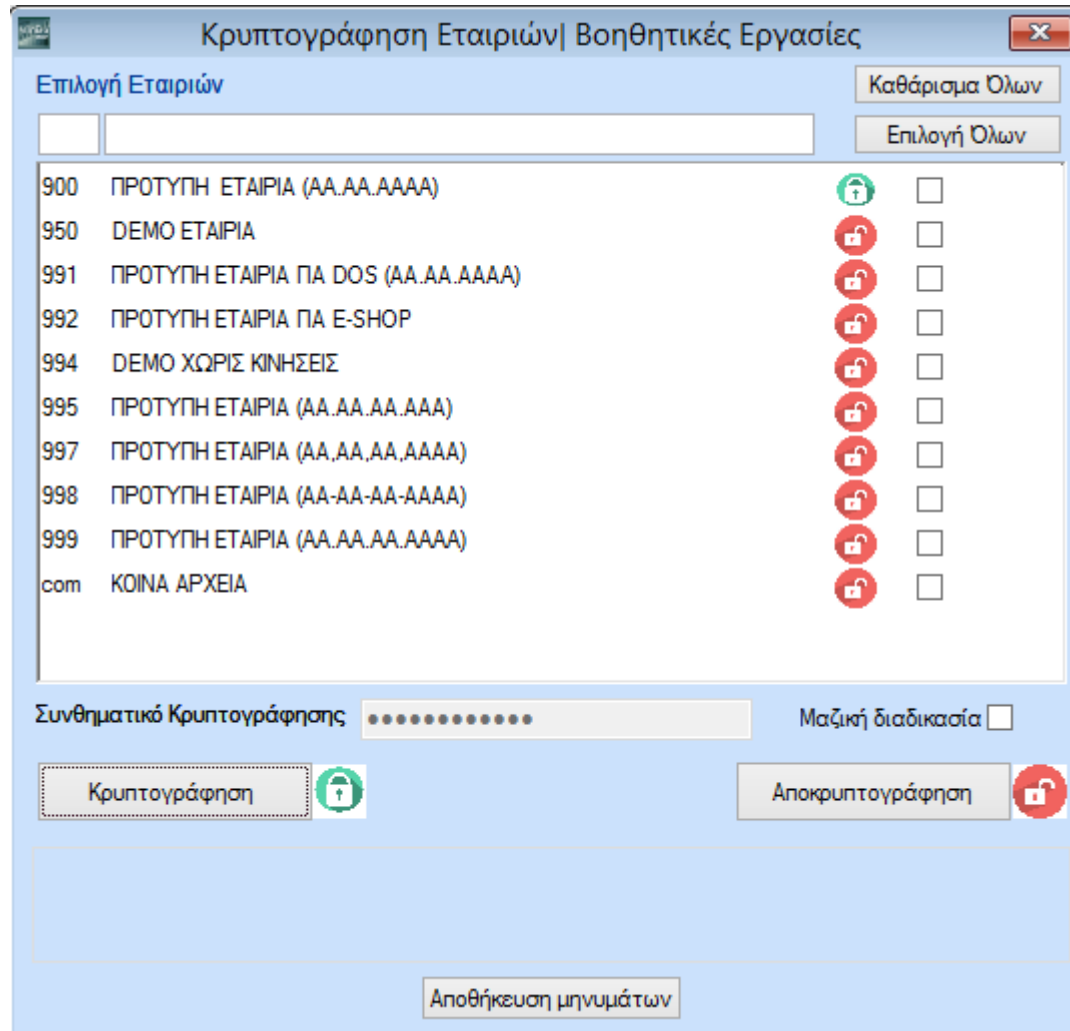 Κρυπτογράφηση Εταιριών| Βοηθητικές Εργασίες
Επιλογή Εταιριών
Καθάρισμα Όλων
Επιλογή Όλων
900 ΠΡΟΤΥΠΗ ΕΤΑΙΡΙΑ (ΑΑ.ΑΑ.ΑΑΑΑ)
950 DEMO ΕΤΑΙΡΙΑ
991 ΠΡΟΤΥΠΗ ΕΤΑΙΡΙΑ ΓΙΑ DOS (ΑΑ.ΑΑ.ΑΑΑΑ)
992 ΠΡΟΤΥΠΗ ΕΤΑΙΡΙΑ ΓΙΑ E-SHOP
994 DEMO ΧΩΡΙΣ ΚΙΝΗΣΕΙΣ
995 ΠΡΟΤΥΠΗ ΕΤΑΙΡΙΑ (ΑΑ.ΑΑ.ΑΑ.ΑΑΑ)
997 ΠΡΟΤΥΠΗ ΕΤΑΙΡΙΑ (ΑΑ,ΑΑ,ΑΑ,ΑΑΑΑ)
998 ΠΡΟΤΥΠΗ ΕΤΑΙΡΙΑ (ΑΑ-ΑΑ-ΑΑ-ΑΑΑΑ)
999 ΠΡΟΤΥΠΗ ΕΤΑΙΡΙΑ (ΑΑ.ΑΑ.ΑΑ.ΑΑΑΑ)
com ΚΟΙΝΑ ΑΡΧΕΙΑ
Συνθηματικό Κρυπτογράφησης ●●●●●●●●●●●● Μαζική διαδικασία
Κρυπτογράφηση Αποκρυπτογράφηση
Αποθήκευση μηνυμάτων